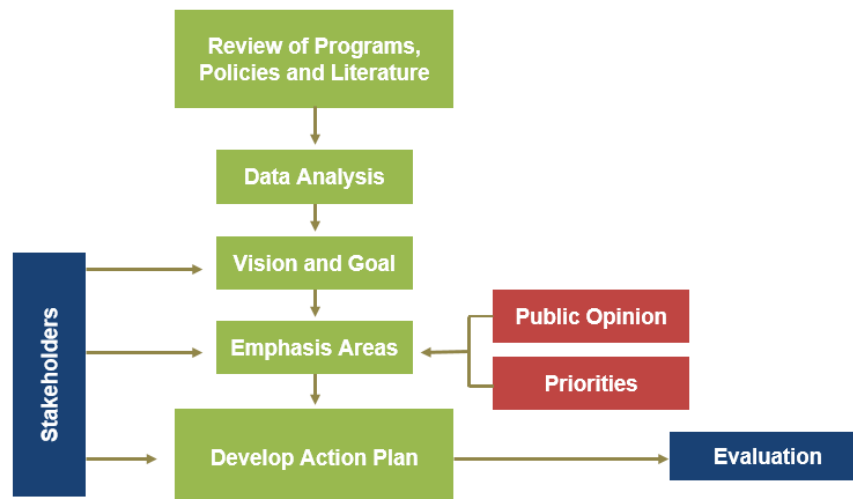 Review of Programs,
Policies and Literature
Data Analysis
Vision and Goal
Emphasis Areas
Develop Action Plan
Stakeholders
Public Opinion
Priorities
Evaluation